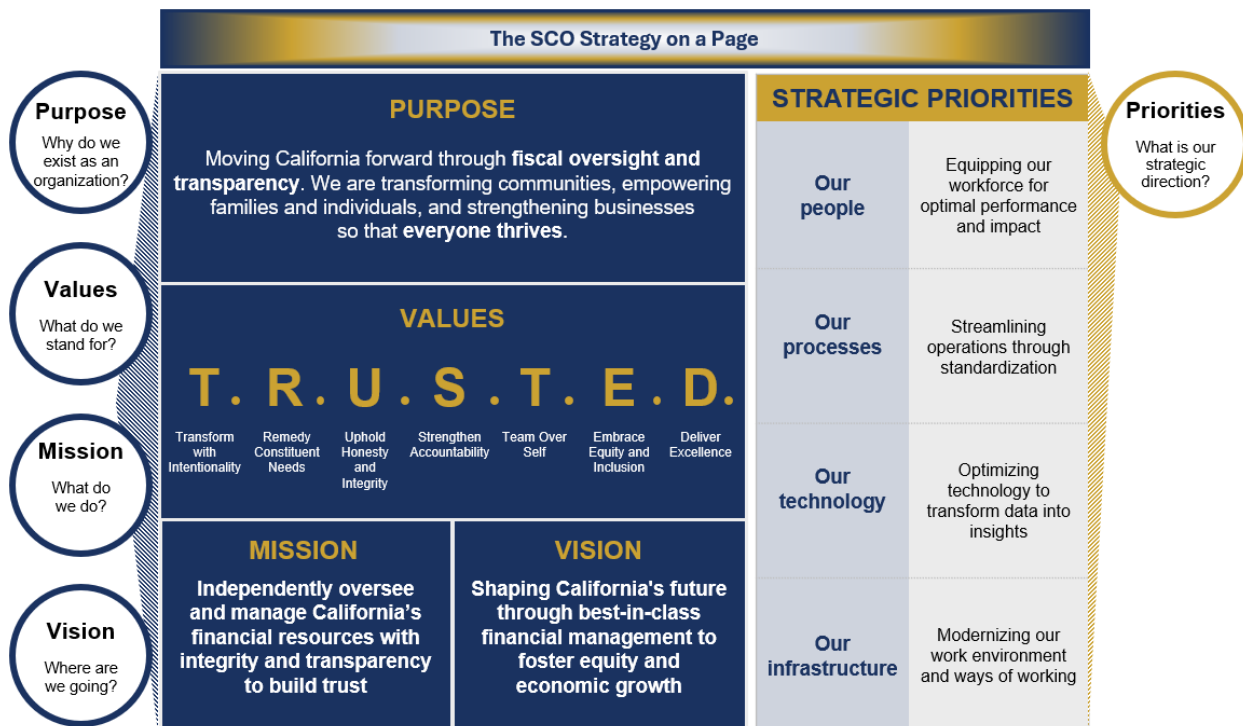 The SCO Strategy on a Page
Purpose
Why do we
exist as an
organization?
Values
What do we
stand for?
Mission
What do
we do?
Vision
Where are
we going?
PURPOSE
Moving California forward through fiscal oversight and
transparency. We are transforming communities, empowering
families and individuals, and strengthening businesses
so that everyone thrives.
VALUES
T. R. U. S. T. E. D.
Transform
with
Intentionality
Remedy
Constituent
Needs
Uphold
Honesty
and
Integrity
Strengthen
Accountability
Team Over
Self
Embrace
Equity and
Inclusion
Deliver
Excellence
MISSION
Independently oversee
and manage California’s
financial resources with
integrity and transparency
to build trust
VISION
Shaping California's future
through best-in-class
financial management to
foster equity and
economic growth
STRATEGIC PRIORITIES
Our
people
Equipping our
workforce for
optimal performance
and impact
Our
processes
Streamlining
operations through
standardization
Our
technology
Optimizing
technology to
transform data into
insights
Our
infrastructure
Modernizing our
work environment
and ways of working
Priorities
What is our
strategic
direction?